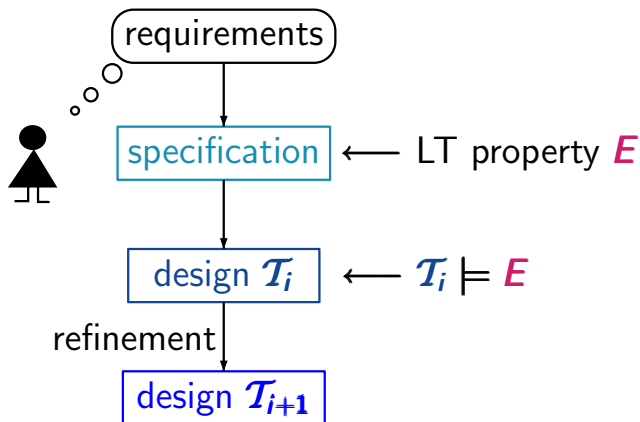 requirements
specification ⟵ LT property E
design 𝒯ᵢ ⟵ 𝒯ᵢ ⊨ E
refinement
design 𝒯ᵢ₊₁